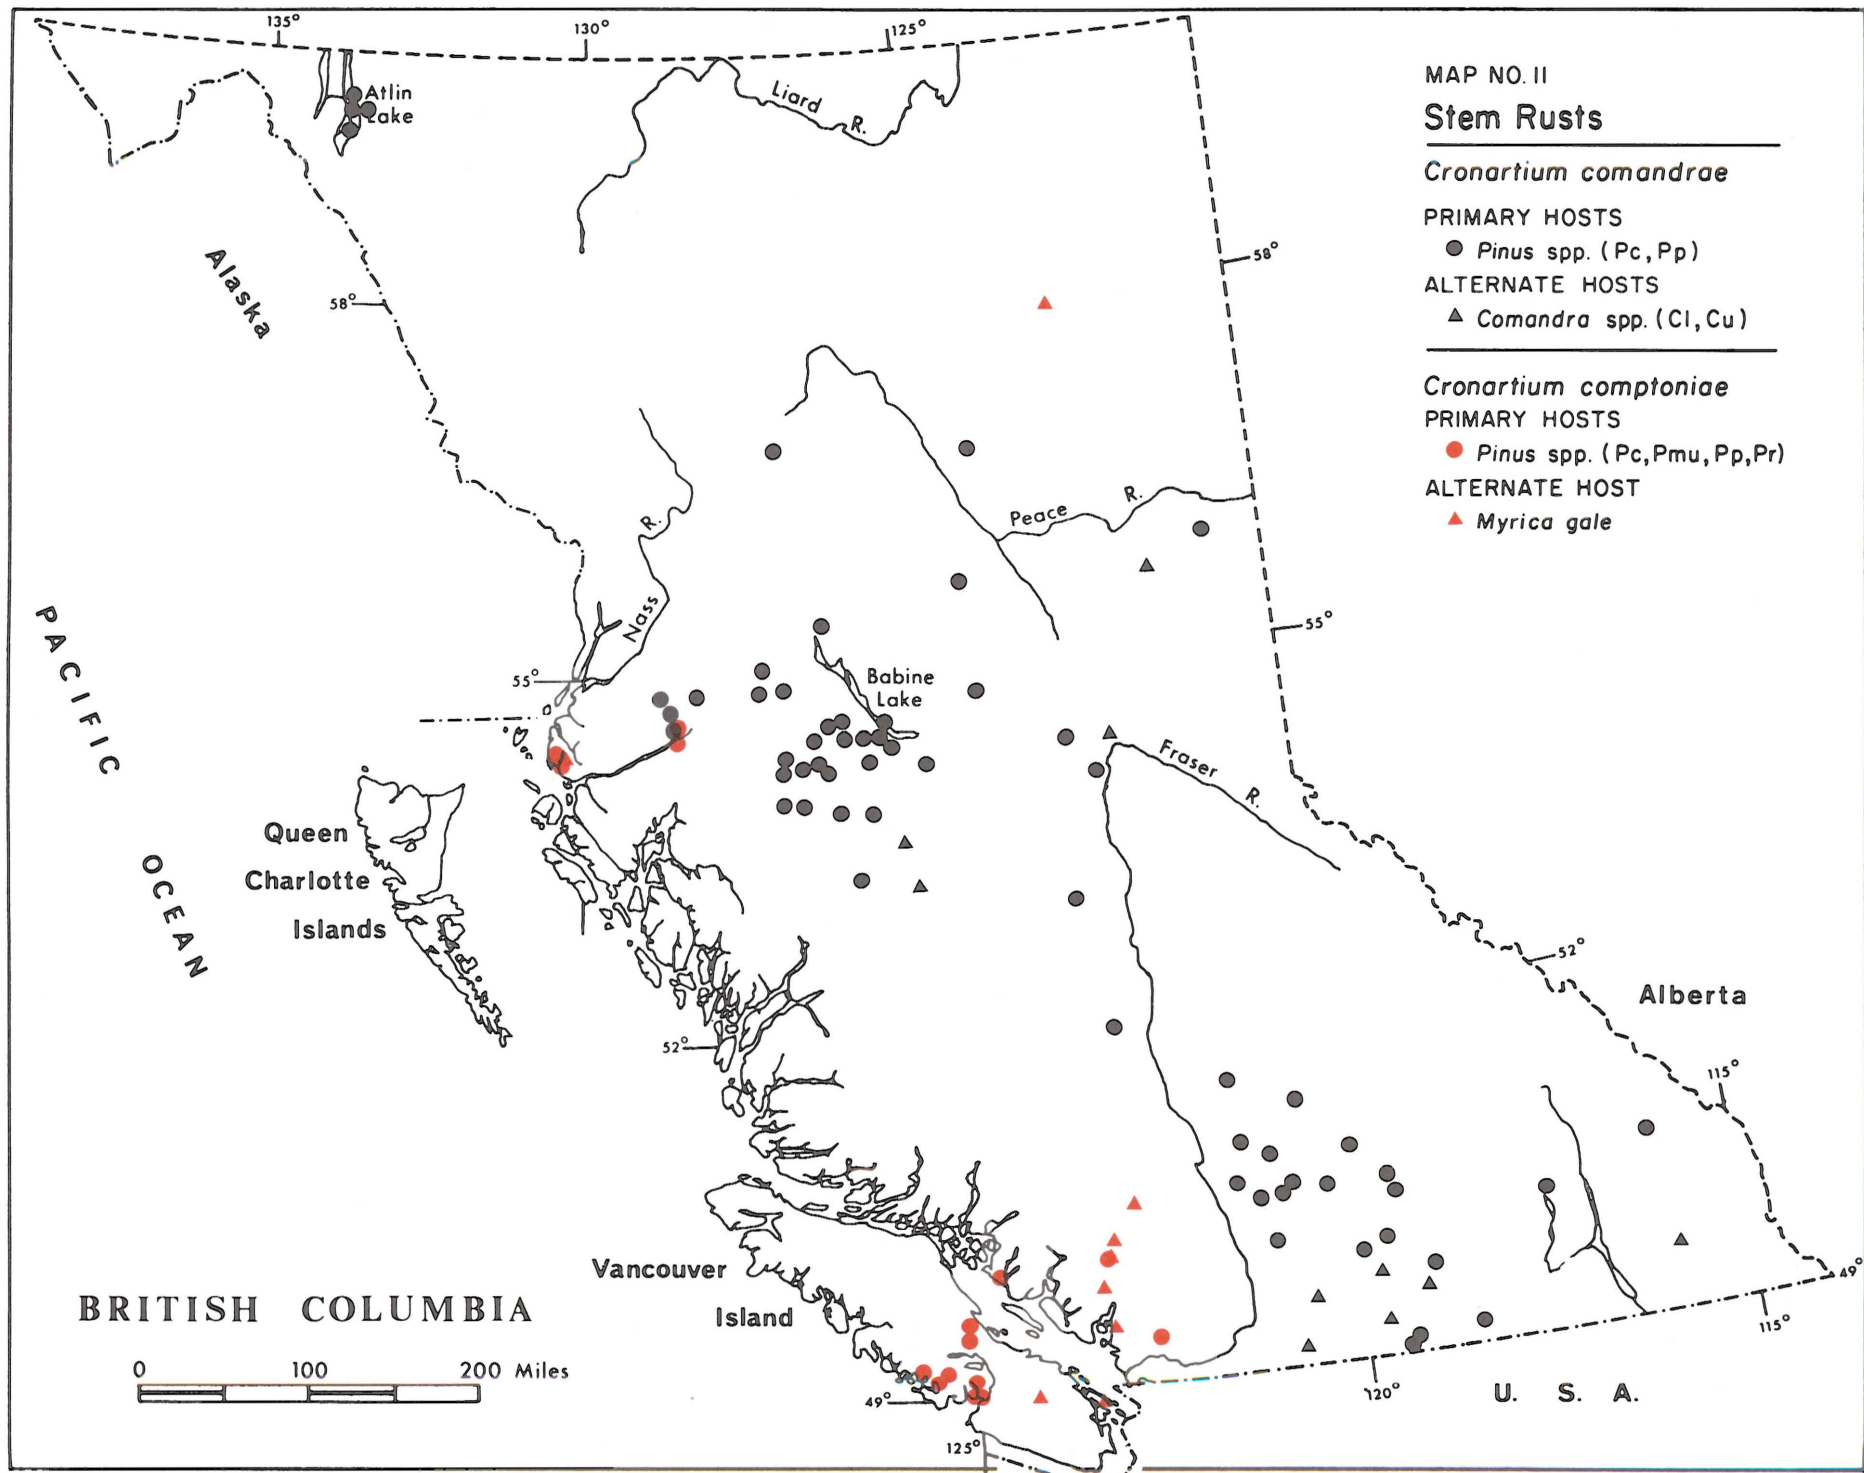 135°
130°
125°
Atlin
Lake
Liard
R.
MAP NO. II
Stem Rusts
Cronartium comandrae
PRIMARY HOSTS
Pinus spp. (Pc, Pp)
ALTERNATE HOSTS
Comandra spp. (Cl, Cu)
Cronartium comptoniae
PRIMARY HOSTS
Pinus spp. (Pc, Pmu, Pp, Pr)
ALTERNATE HOST
Myrica gale
Alaska
58°
58°
Peace
R.
Nass
R.
55°
55°
Babine
Lake
PACIFIC
OCEAN
Fraser
R.
Queen
Charlotte
Islands
52°
52°
Alberta
115°
Vancouver
Island
BRITISH COLUMBIA
0 100 200 Miles
49°
49°
125°
120°
115°
U. S. A.